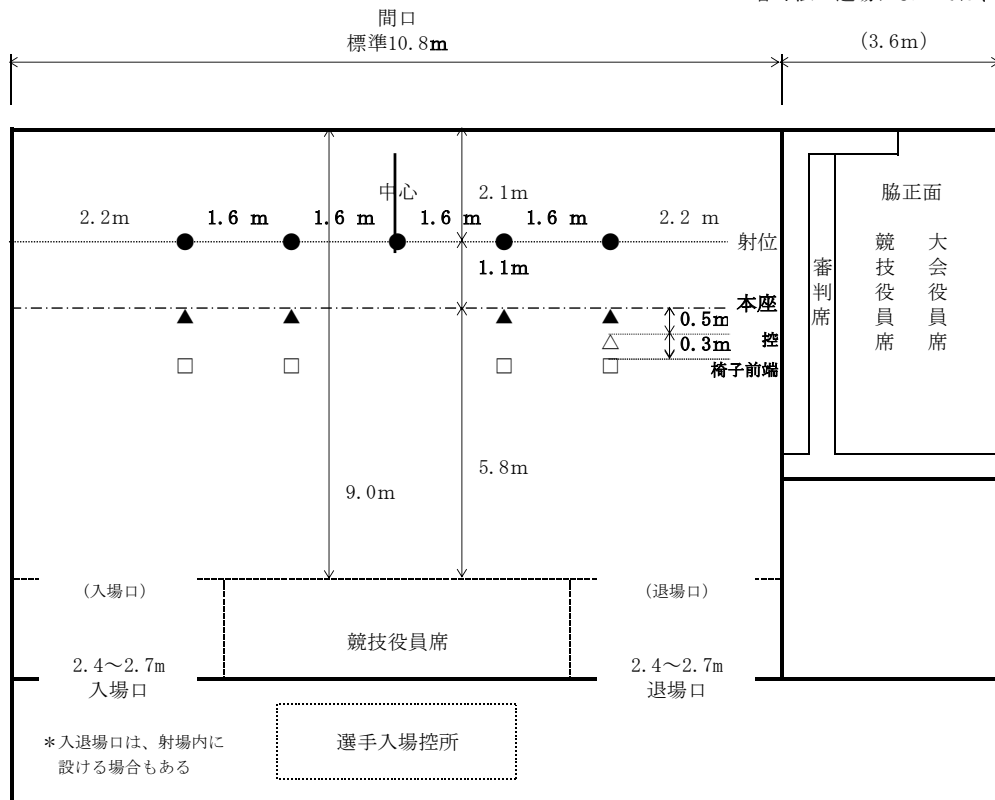 間口
標準10.8m
(3.6m)
中心
2.1m
2.2m
1.6 m
1.6 m
1.6 m
1.6 m
2.2 m
射位
1.1m
本座
0.5m
控
0.3m
椅子前端
脇正面
審判席
競技役員席
大会役員席
9.0m
5.8m
(入場口)
(退場口)
競技役員席
2.4～2.7m
入場口
2.4～2.7m
退場口
＊入退場口は、射場内に
設ける場合もある
選手入場控所